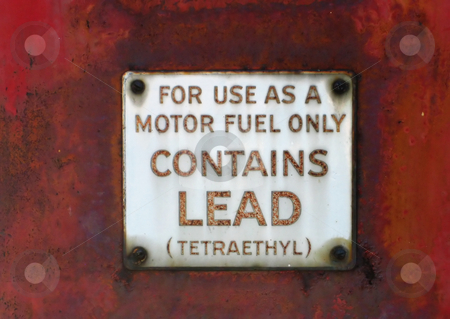 FOR USE AS A
MOTOR FUEL ONLY
CONTAINS
LEAD
(TETRAETHYL)